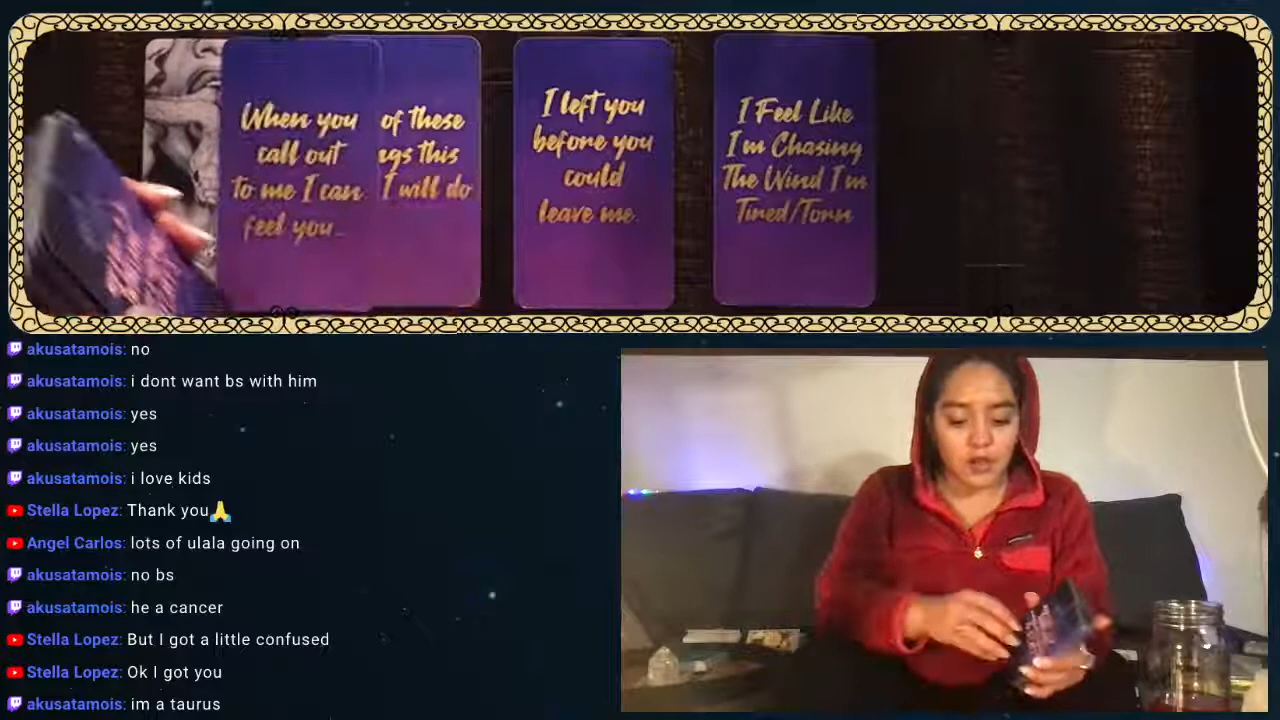 When you
call out
to me I can
feel you...
of these
this
I will do
I left you
before you
could
leave me.
I Feel Like
I'm Chasing
The Wind I'm
Tired/Torn
akusatamois: no
akusatamois: i dont want bs with him
akusatamois: yes
akusatamois: yes
akusatamois: i love kids
Stella Lopez: Thank you🙏
Angel Carlos: lots of ulala going on
akusatamois: no bs
akusatamois: he a cancer
Stella Lopez: But I got a little confused
Stella Lopez: Ok I got you
akusatamois: im a taurus